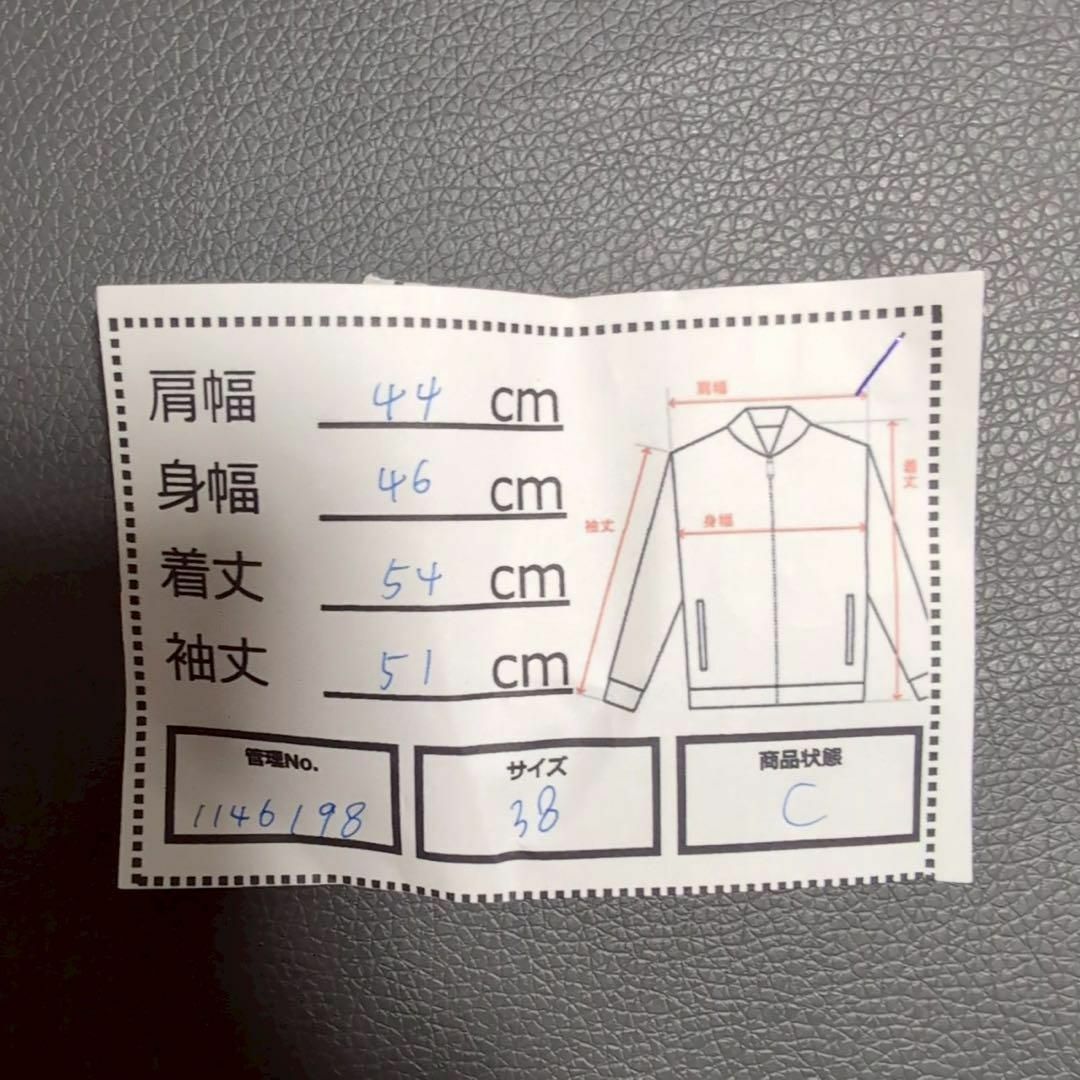 肩幅 44 cm
身幅 46 cm
着丈 54 cm
袖丈 51 cm
肩幅
着丈
身幅
袖丈
管理No.
1146198
サイズ
38
商品状態
C